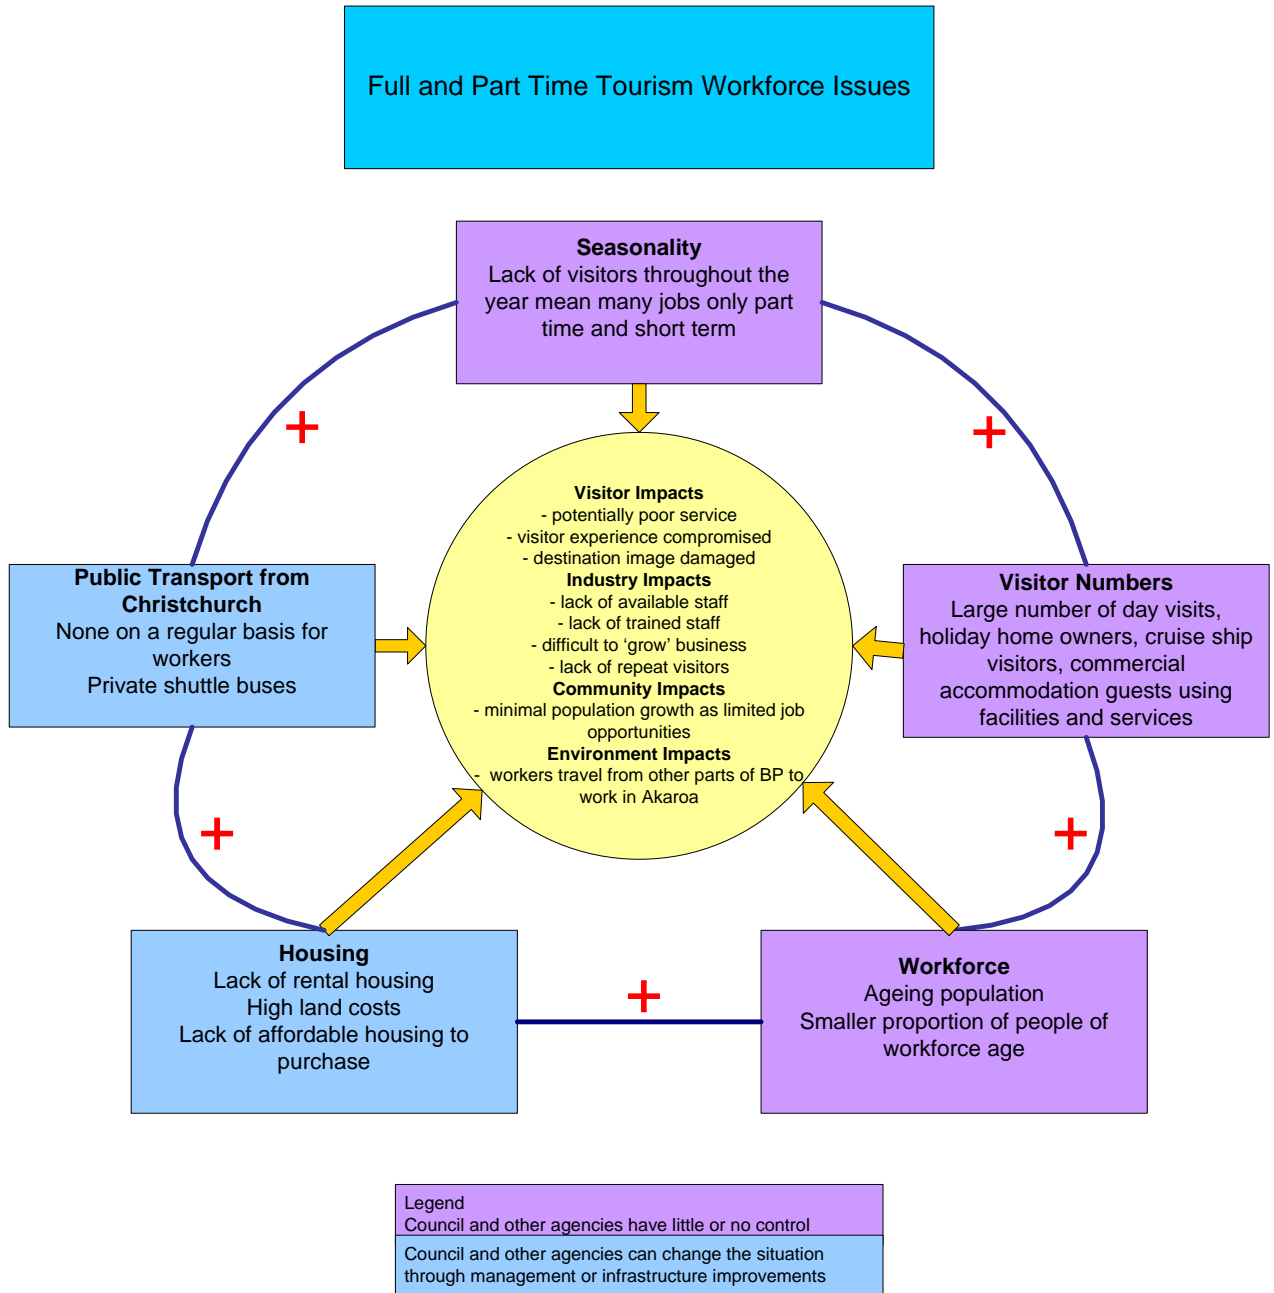 Full and Part Time Tourism Workforce Issues
Seasonality
Lack of visitors throughout the
year mean many jobs only part
time and short term
+
+
Visitor Impacts
- potentially poor service
- visitor experience compromised
- destination image damaged
Industry Impacts
- lack of available staff
- lack of trained staff
- difficult to ‘grow’ business
- lack of repeat visitors
Community Impacts
- minimal population growth as limited job
opportunities
Environment Impacts
- workers travel from other parts of BP to
work in Akaroa
Public Transport from
Christchurch
None on a regular basis for
workers
Private shuttle buses
Visitor Numbers
Large number of day visits,
holiday home owners, cruise ship
visitors, commercial
accommodation guests using
facilities and services
+
+
Housing
Lack of rental housing
High land costs
Lack of affordable housing to
purchase
+
Workforce
Ageing population
Smaller proportion of people of
workforce age
Legend
Council and other agencies have little or no control
Council and other agencies can change the situation
through management or infrastructure improvements